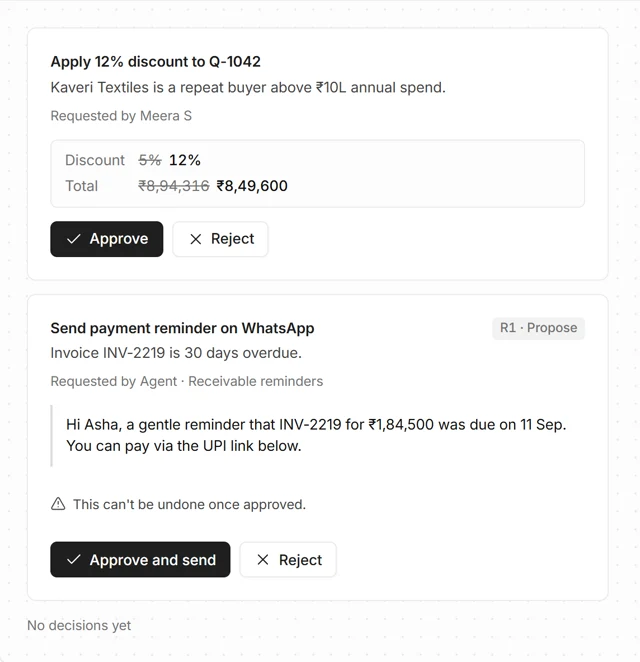 Apply 12% discount to Q-1042
Kaveri Textiles is a repeat buyer above ₹10L annual spend.
Requested by Meera S
Discount 5% 12%
Total ₹8,94,316 ₹8,49,600
Approve Reject
Send payment reminder on WhatsApp R1 · Propose
Invoice INV-2219 is 30 days overdue.
Requested by Agent · Receivable reminders
Hi Asha, a gentle reminder that INV-2219 for ₹1,84,500 was due on 11 Sep.
You can pay via the UPI link below.
This can't be undone once approved.
Approve and send Reject
No decisions yet